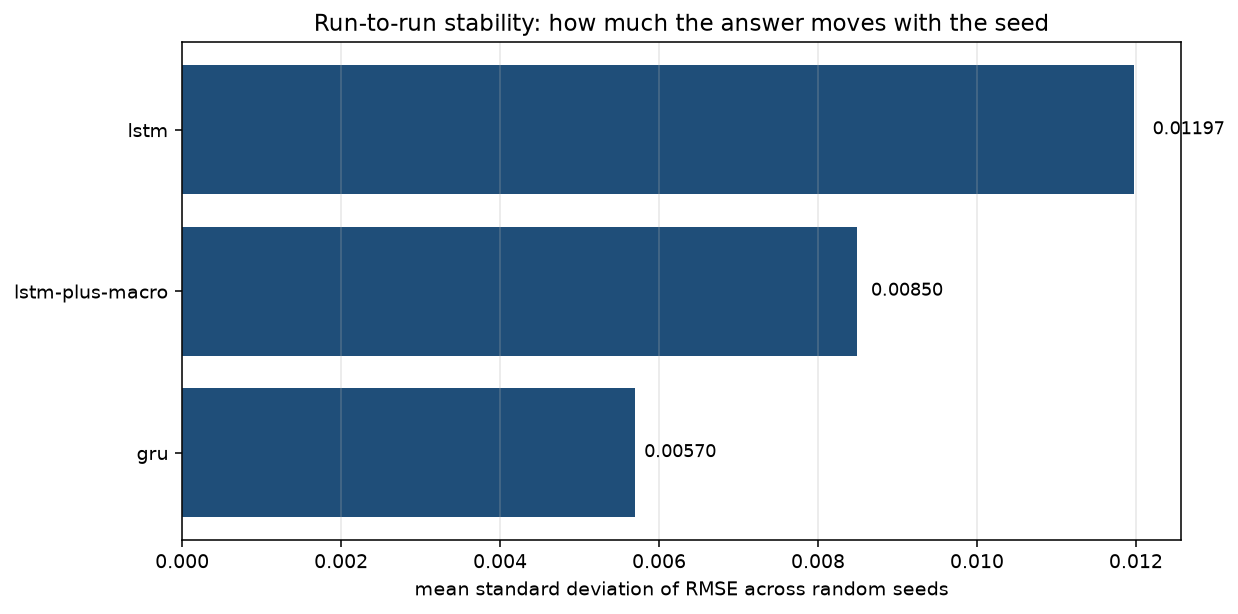 Run-to-run stability: how much the answer moves with the seed
lstm
0.01197
lstm-plus-macro
0.00850
gru
0.00570
0.000 0.002 0.004 0.006 0.008 0.010 0.012
mean standard deviation of RMSE across random seeds